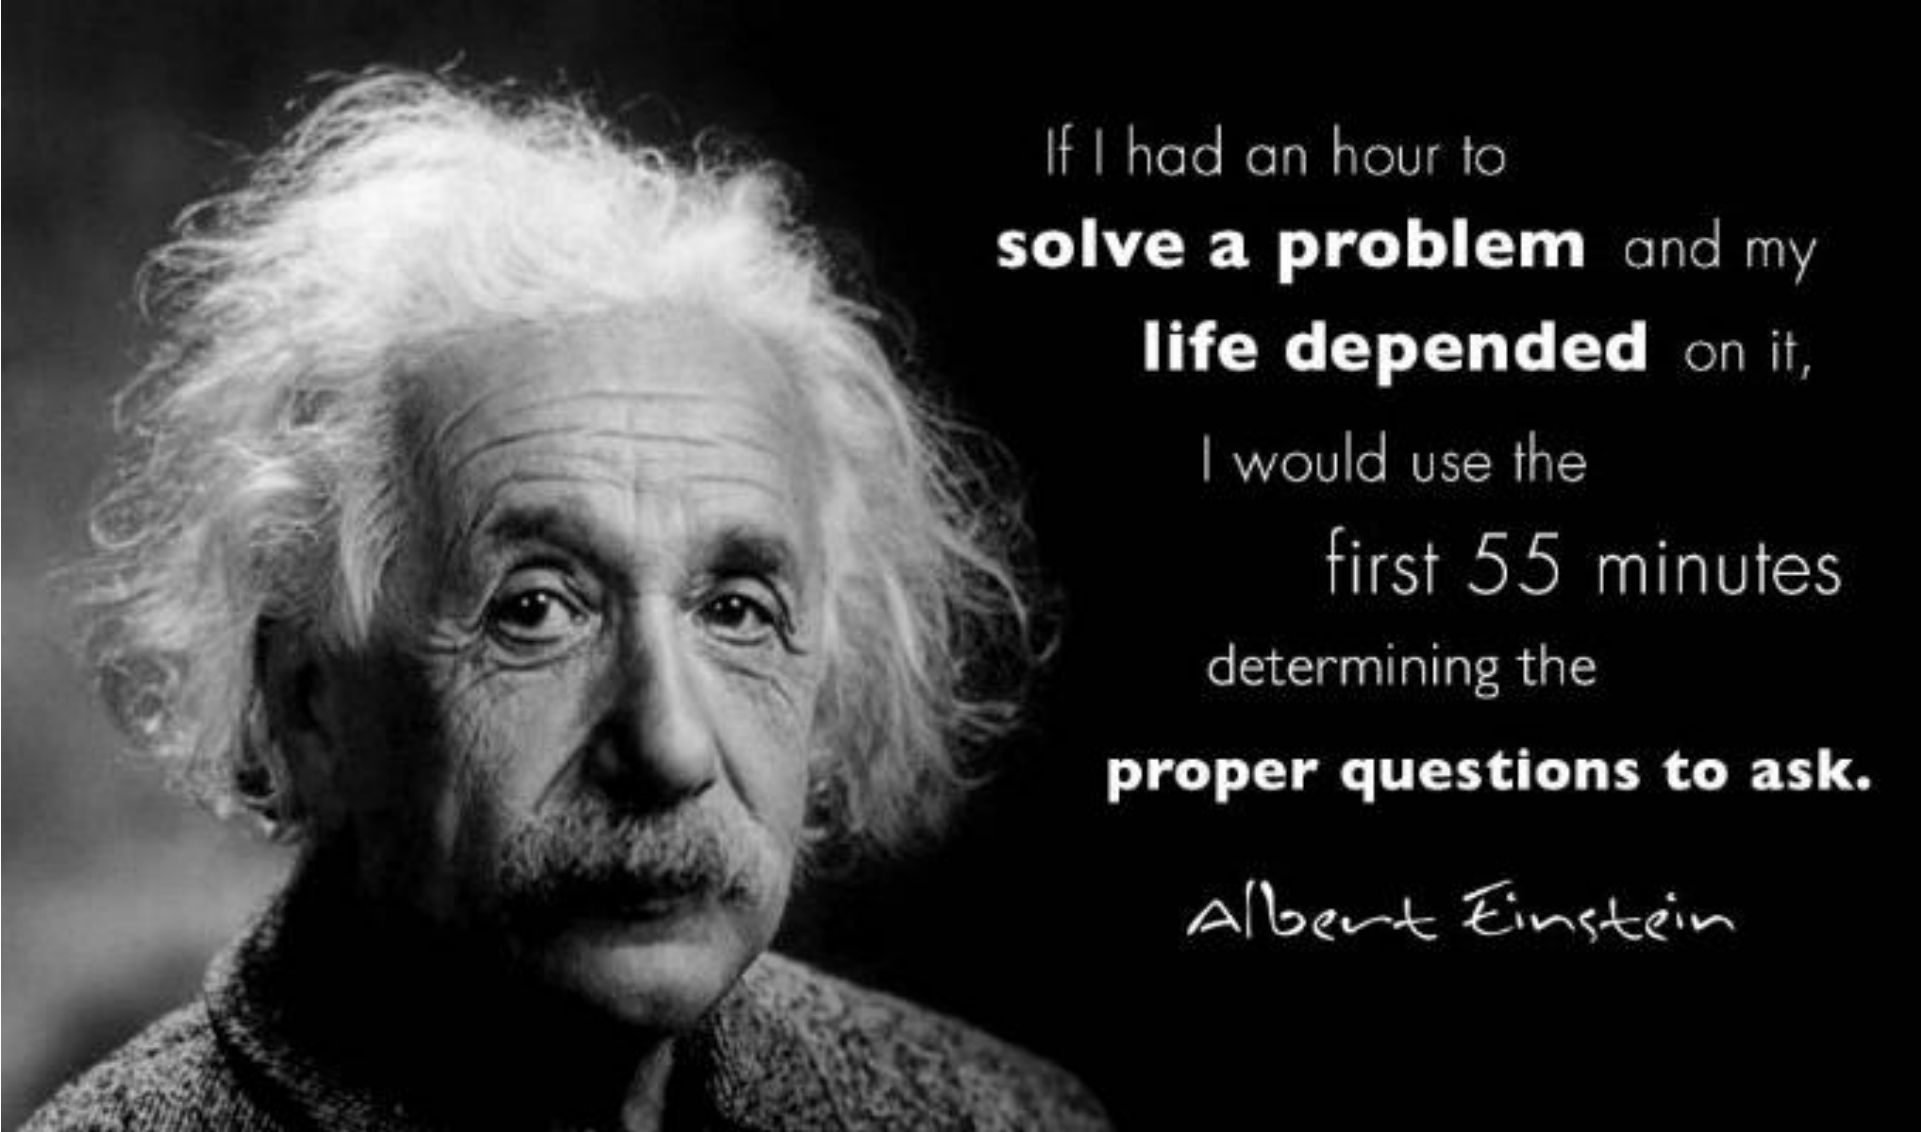 If I had an hour to
solve a problem and my
life depended on it,
I would use the
first 55 minutes
determining the
proper questions to ask.
Albert Einstein